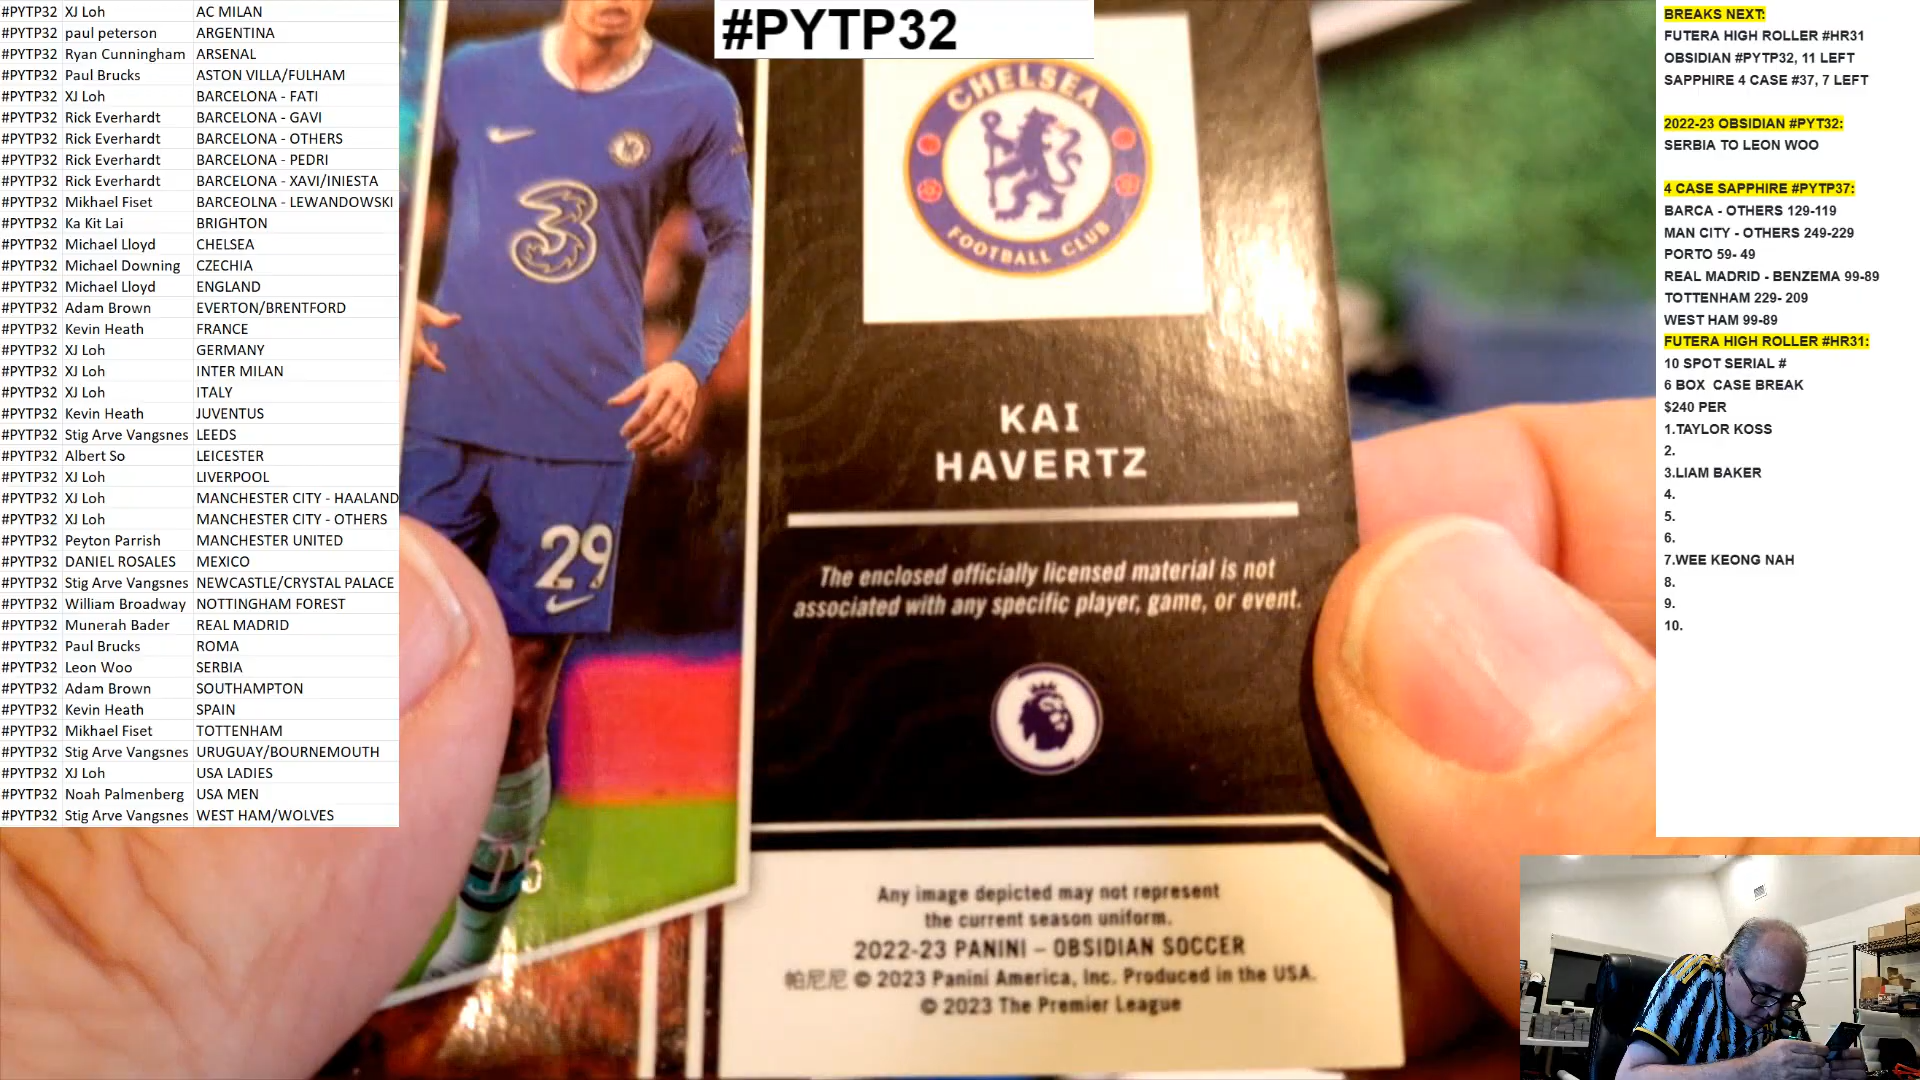 #PYTP32 XJ Loh AC MILAN
#PYTP32 paul peterson ARGENTINA
#PYTP32 Ryan Cunningham ARSENAL
#PYTP32 Paul Brucks ASTON VILLA/FULHAM
#PYTP32 XJ Loh BARCELONA - FATI
#PYTP32 Rick Everhardt BARCELONA - GAVI
#PYTP32 Rick Everhardt BARCELONA - OTHERS
#PYTP32 Rick Everhardt BARCELONA - PEDRI
#PYTP32 Rick Everhardt BARCELONA - XAVI/INIESTA
#PYTP32 Mikhael Fiset BARCEOLNA - LEWANDOWSKI
#PYTP32 Ka Kit Lai BRIGHTON
#PYTP32 Michael Lloyd CHELSEA
#PYTP32 Michael Downing CZECHIA
#PYTP32 Michael Lloyd ENGLAND
#PYTP32 Adam Brown EVERTON/BRENTFORD
#PYTP32 Kevin Heath FRANCE
#PYTP32 XJ Loh GERMANY
#PYTP32 XJ Loh INTER MILAN
#PYTP32 XJ Loh ITALY
#PYTP32 Kevin Heath JUVENTUS
#PYTP32 Stig Arve Vangsnes LEEDS
#PYTP32 Albert So LEICESTER
#PYTP32 XJ Loh LIVERPOOL
#PYTP32 XJ Loh MANCHESTER CITY - HAALAND
#PYTP32 XJ Loh MANCHESTER CITY - OTHERS
#PYTP32 Peyton Parrish MANCHESTER UNITED
#PYTP32 DANIEL ROSALES MEXICO
#PYTP32 Stig Arve Vangsnes NEWCASTLE/CRYSTAL PALACE
#PYTP32 William Broadway NOTTINGHAM FOREST
#PYTP32 Munerah Bader REAL MADRID
#PYTP32 Paul Brucks ROMA
#PYTP32 Leon Woo SERBIA
#PYTP32 Adam Brown SOUTHAMPTON
#PYTP32 Kevin Heath SPAIN
#PYTP32 Mikhael Fiset TOTTENHAM
#PYTP32 Stig Arve Vangsnes URUGUAY/BOURNEMOUTH
#PYTP32 XJ Loh USA LADIES
#PYTP32 Noah Palmenberg USA MEN
#PYTP32 Stig Arve Vangsnes WEST HAM/WOLVES
#PYTP32
CHELSEA
FOOTBALL CLUB
3
29
KAI
HAVERTZ
The enclosed officially licensed material is not
associated with any specific player, game, or event.
Any image depicted may not represent
the current season uniform.
2022-23 PANINI – OBSIDIAN SOCCER
帕尼尼 © 2023 Panini America, Inc. Produced in the USA.
© 2023 The Premier League
BREAKS NEXT:
FUTERA HIGH ROLLER #HR31
OBSIDIAN #PYTP32, 11 LEFT
SAPPHIRE 4 CASE #37, 7 LEFT
2022-23 OBSIDIAN #PYT32:
SERBIA TO LEON WOO
4 CASE SAPPHIRE #PYTP37:
BARCA - OTHERS 129-119
MAN CITY - OTHERS 249-229
PORTO 59- 49
REAL MADRID - BENZEMA 99-89
TOTTENHAM 229- 209
WEST HAM 99-89
FUTERA HIGH ROLLER #HR31:
10 SPOT SERIAL #
6 BOX CASE BREAK
$240 PER
1.TAYLOR KOSS
2.
3.LIAM BAKER
4.
5.
6.
7.WEE KEONG NAH
8.
9.
10.